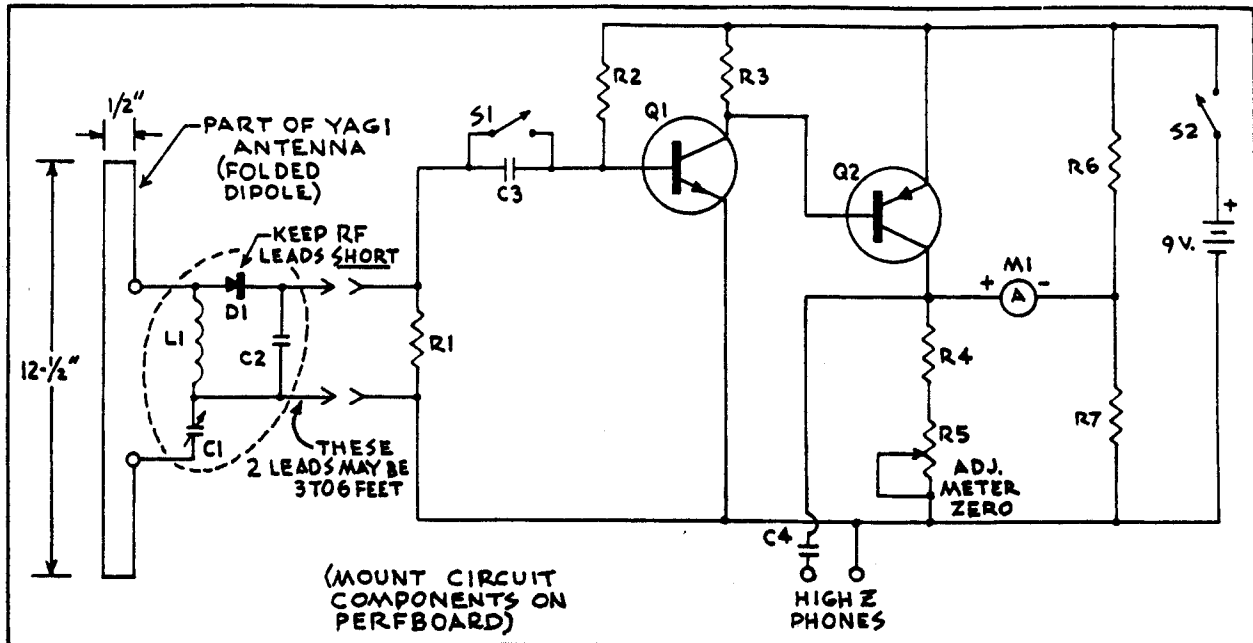 1/2"
PART OF YAGI
ANTENNA
(FOLDED
DIPOLE)
KEEP RF
LEADS SHORT
D1
L1
C2
C1
12-1/2"
THESE
2 LEADS MAY BE
3 TO 6 FEET
R1
S1
C3
R2
R3
Q1
Q2
M1
+
A
-
R4
R5
ADJ.
METER
ZERO
R6
R7
S2
+
9V.
C4
HIGH Z
PHONES
(MOUNT CIRCUIT
COMPONENTS ON
PERFBOARD)